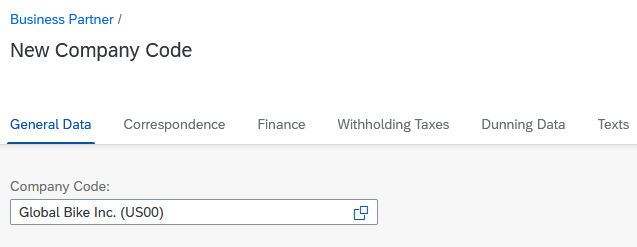 Business Partner /
New Company Code
General Data Correspondence Finance Withholding Taxes Dunning Data Texts
Company Code:
Global Bike Inc. (US00)